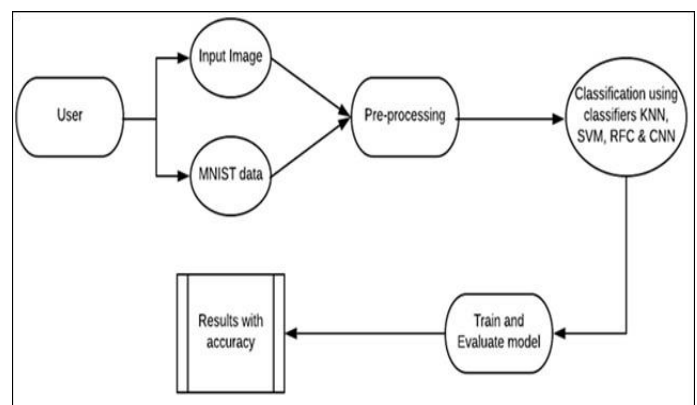 User
Input Image
MNIST data
Pre-processing
Classification using
classifiers KNN,
SVM, RFC & CNN
Train and
Evaluate model
Results with
accuracy